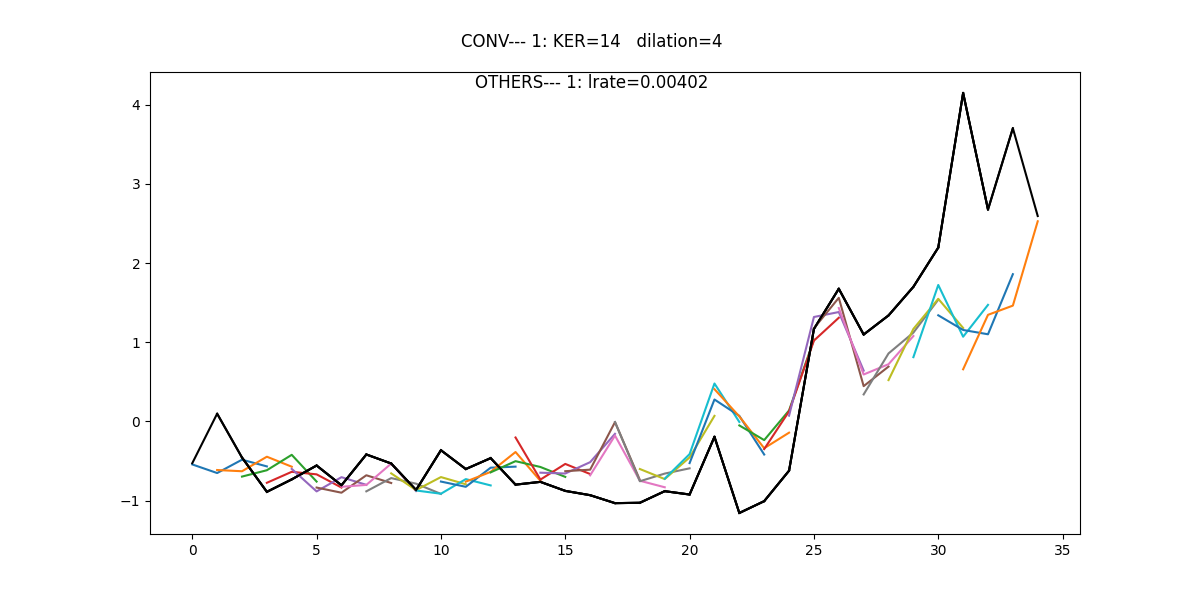 CONV--- 1: KER=14   dilation=4
OTHERS--- 1: lrate=0.00402
4
3
2
1
0
−1
0 5 10 15 20 25 30 35